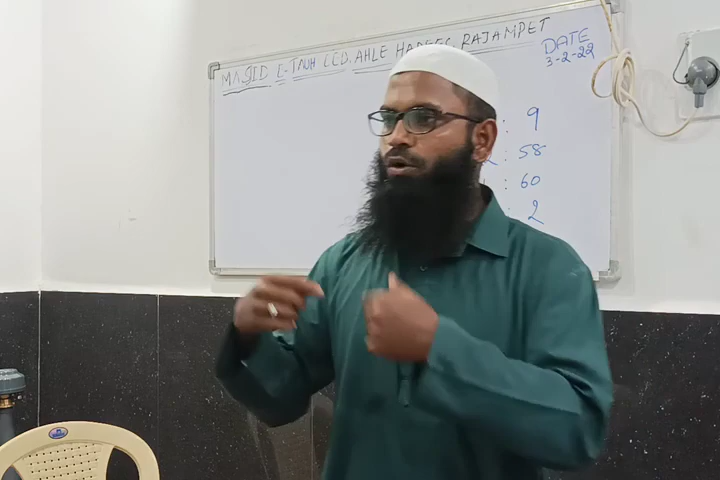 MASJID E-TAUHEED. AHLE HADEES RAJAMPET
DATE
3-2-22
: 9
: 58
: 60
: 2